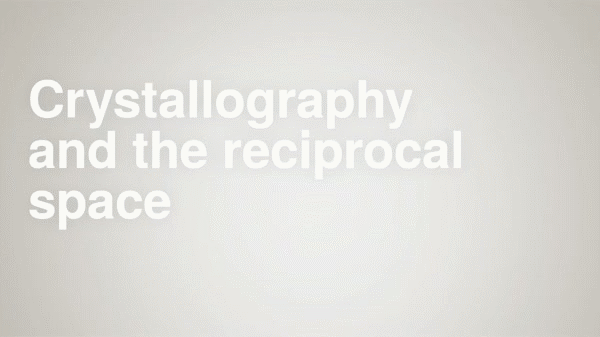 Crystallography
and the reciprocal
space